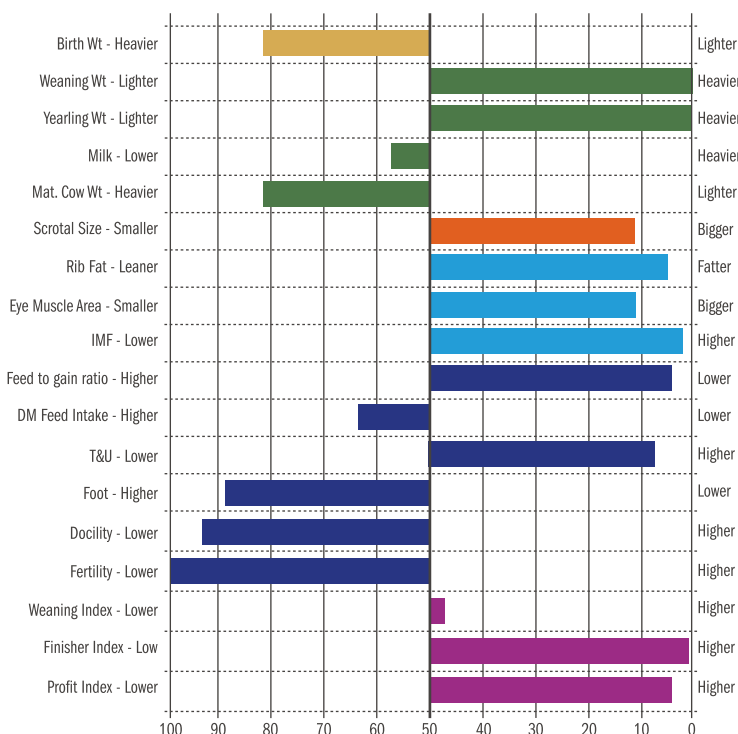 Birth Wt - Heavier Lighter
Weaning Wt - Lighter Heavier
Yearling Wt - Lighter Heavier
Milk - Lower Heavier
Mat. Cow Wt - Heavier Lighter
Scrotal Size - Smaller Bigger
Rib Fat - Leaner Fatter
Eye Muscle Area - Smaller Bigger
IMF - Lower Higher
Feed to gain ratio - Higher Lower
DM Feed Intake - Higher Lower
T&U - Lower Higher
Foot - Higher Lower
Docility - Lower Higher
Fertility - Lower Higher
Weaning Index - Lower Higher
Finisher Index - Low Higher
Profit Index - Lower Higher
100 90 80 70 60 50 40 30 20 10 0